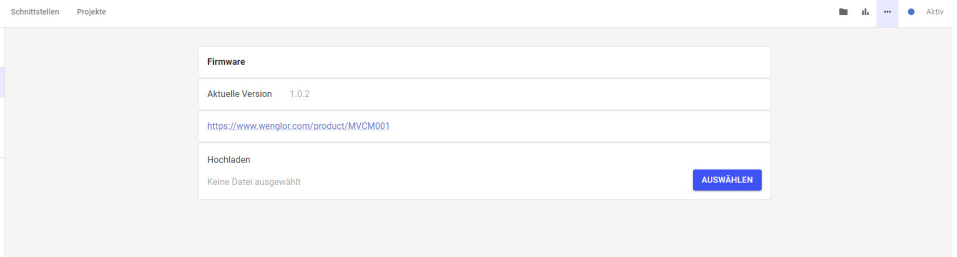 Schnittstellen Projekte Aktiv
Firmware
Aktuelle Version 1.0.2
https://www.wenglor.com/product/MVCM001
Hochladen
Keine Datei ausgewählt AUSWÄHLEN